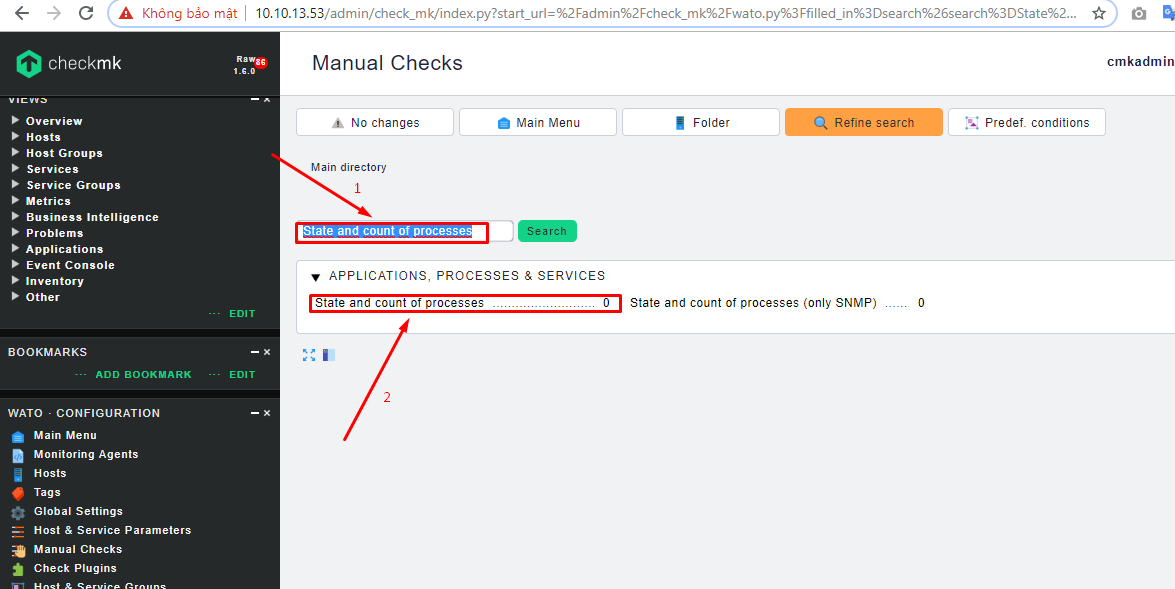 Không bảo mật
10.10.13.53/admin/check_mk/index.py?start_url=%2Fadmin%2Fcheck_mk%2Fwato.py%3Ffilled_in%3Dsearch%26search%3DState%2...
checkmk
Raw
1.6.0
86
VIEWS
Overview
Hosts
Host Groups
Services
Service Groups
Metrics
Business Intelligence
Problems
Applications
Event Console
Inventory
Other
EDIT
BOOKMARKS
ADD BOOKMARK
EDIT
WATO · CONFIGURATION
Main Menu
Monitoring Agents
Hosts
Tags
Global Settings
Host & Service Parameters
Manual Checks
Check Plugins
Host & Service Groups
Manual Checks
cmkadmin
No changes
Main Menu
Folder
Refine search
Predef. conditions
Main directory
1
State and count of processes
Search
APPLICATIONS, PROCESSES & SERVICES
State and count of processes ........................... 0
State and count of processes (only SNMP) ...... 0
2